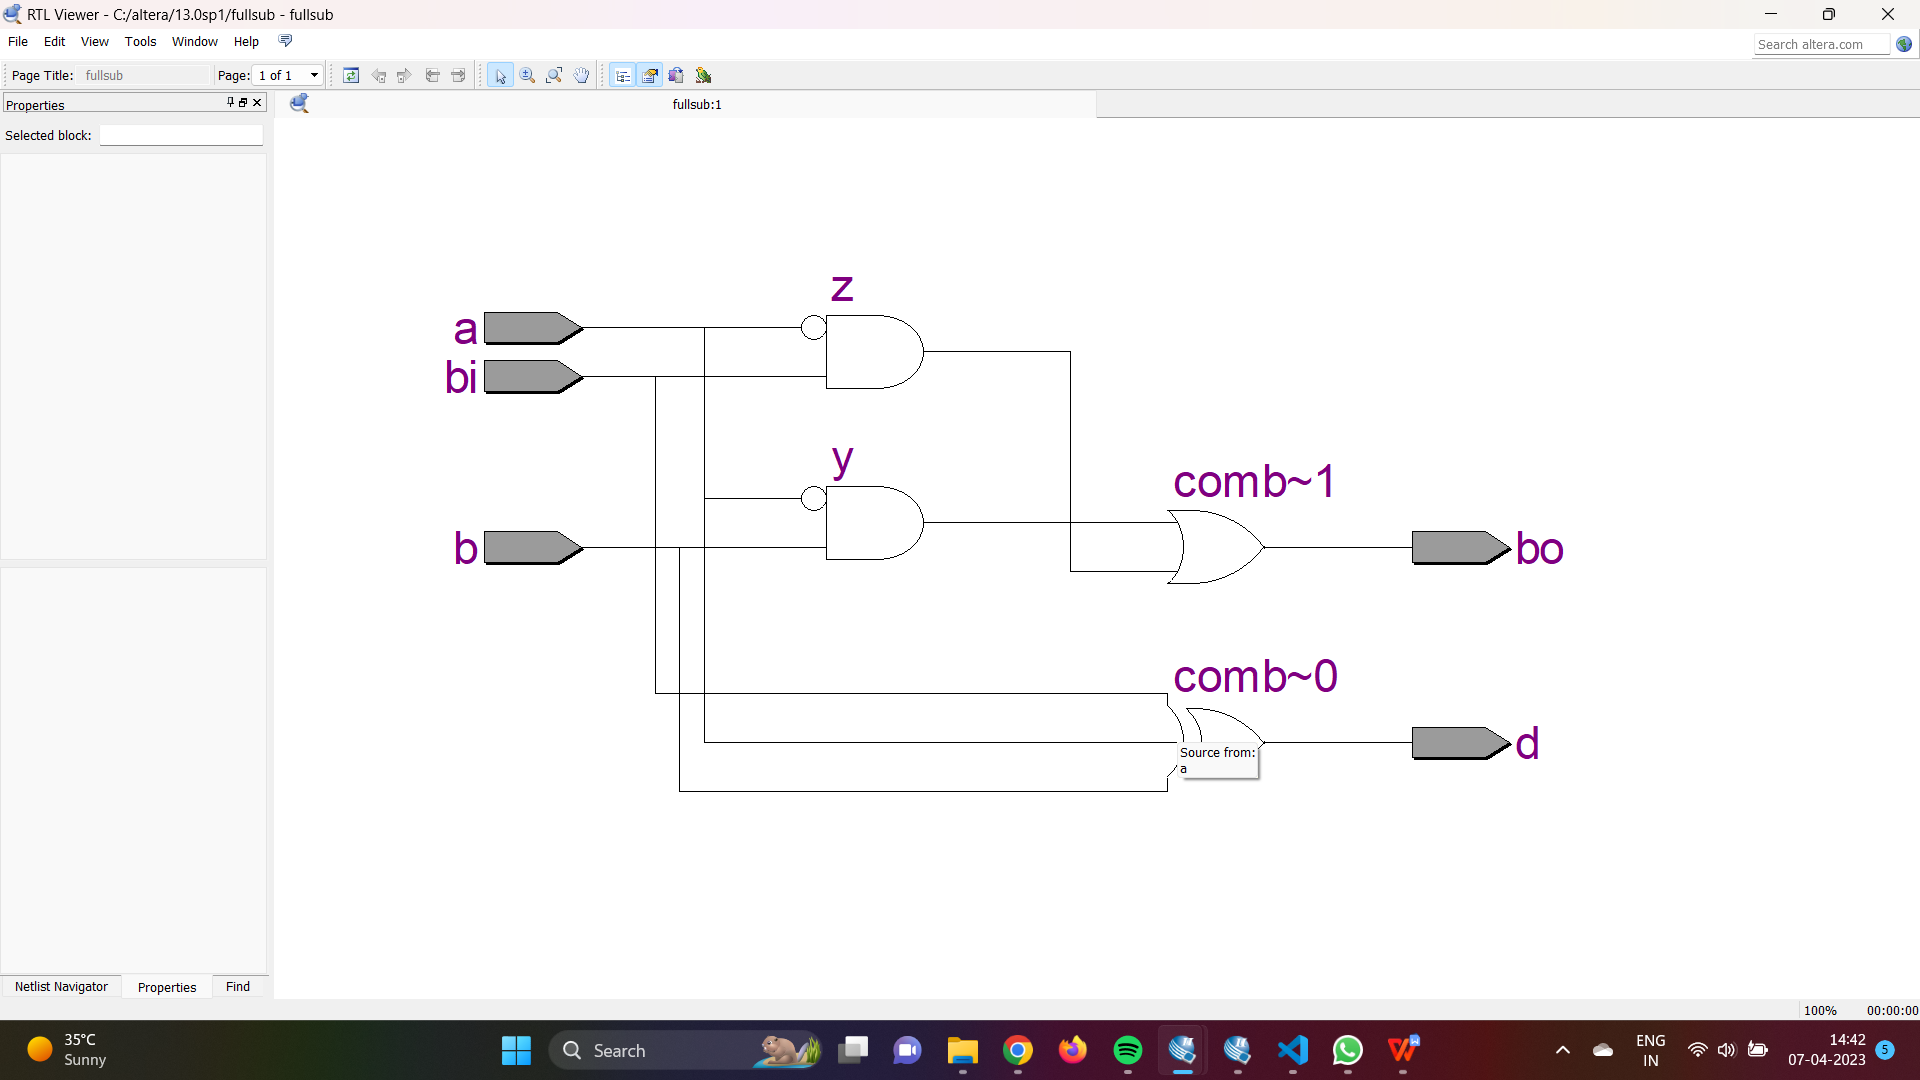 RTL Viewer - C:/altera/13.0sp1/fullsub - fullsub
File Edit View Tools Window Help
Search altera.com
Page Title: fullsub Page: 1 of 1
Properties
fullsub:1
Selected block:
z
a
bi
y
comb~1
b
bo
comb~0
d
Source from:
a
Netlist Navigator Properties Find
100% 00:00:00
35°C
Sunny
Search
ENG
IN
14:42
07-04-2023
5